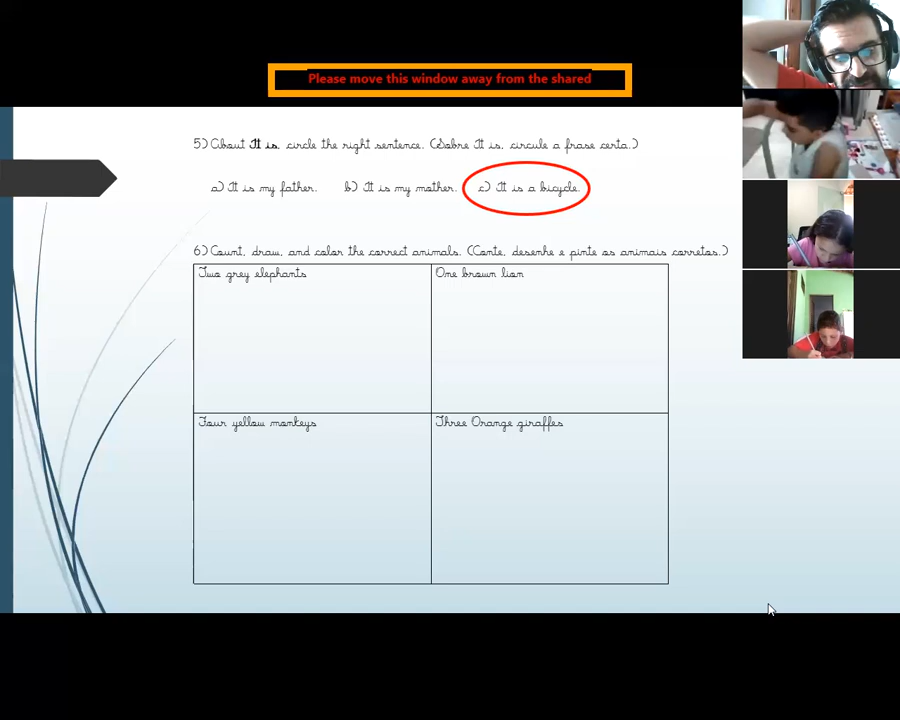 Please move this window away from the shared
5) About It is, circle the right sentence. (Sobre It is, circule a frase certa.)
a) It is my father. b) It is my mother. c) It is a bicycle.
6) Count, draw, and color the correct animals. (Conte, desenhe e pinte os animais corretos.)
Two grey elephants One brown lion
Four yellow monkeys Three Orange giraffes